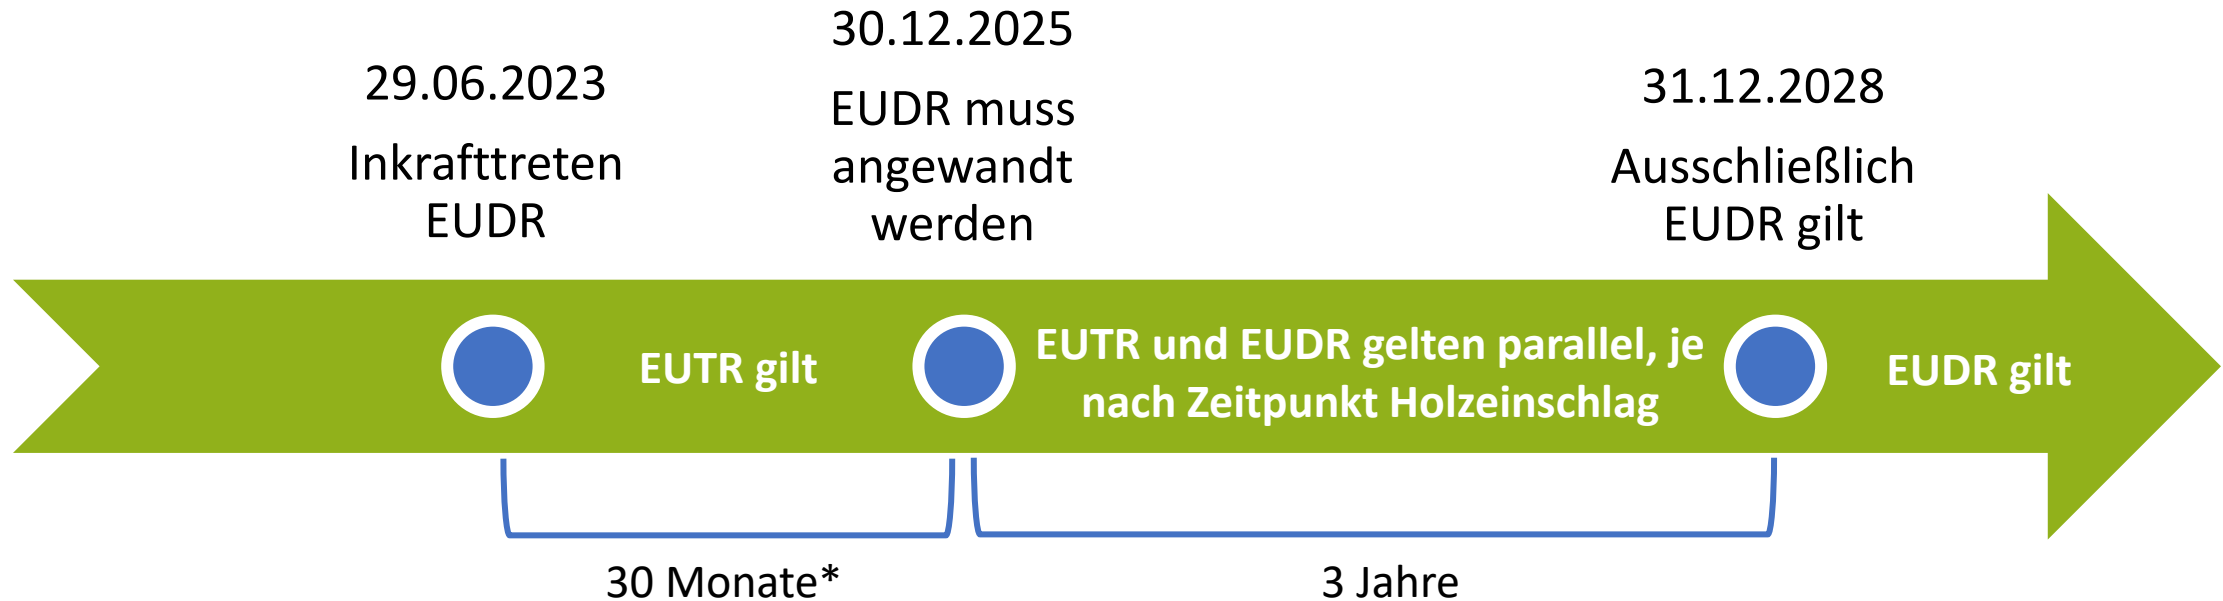 29.06.2023
Inkrafttreten
EUDR
30.12.2025
EUDR muss
angewandt
werden
31.12.2028
Ausschließlich
EUDR gilt
EUTR gilt
EUTR und EUDR gelten parallel, je
nach Zeitpunkt Holzeinschlag
EUDR gilt
30 Monate*
3 Jahre